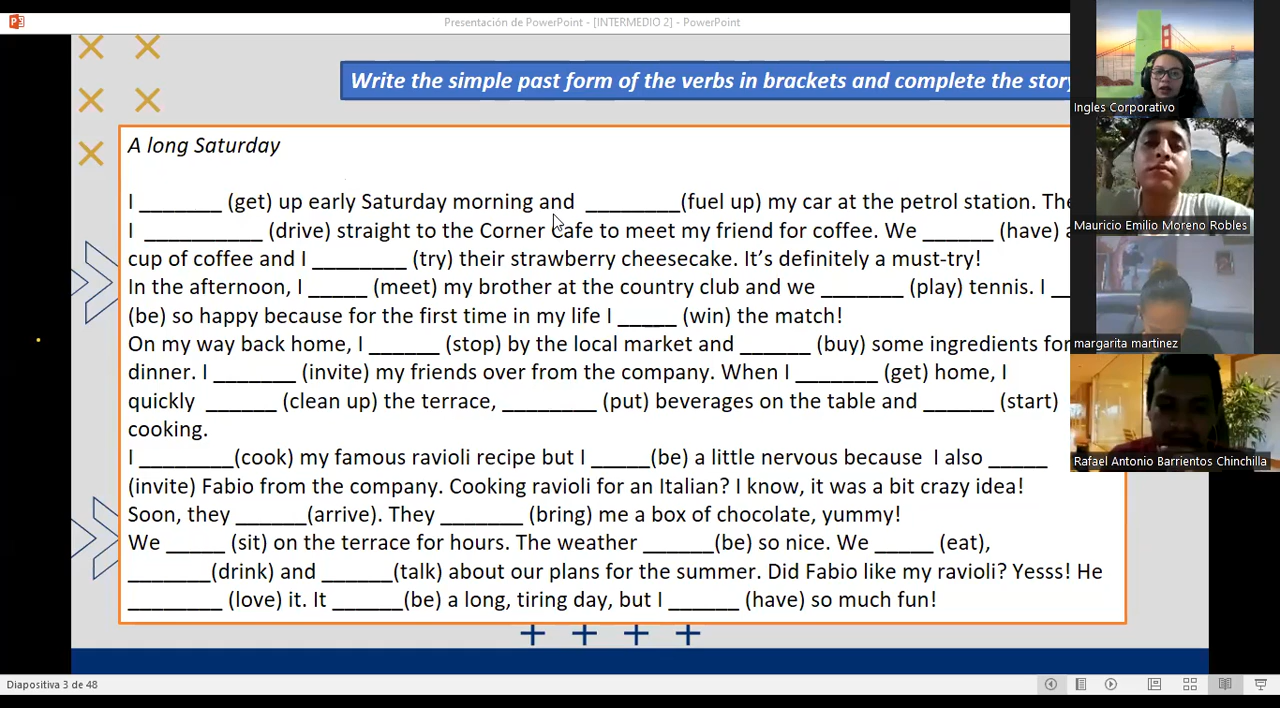 Presentación de PowerPoint - [INTERMEDIO 2] - PowerPoint
Write the simple past form of the verbs in brackets and complete the story
A long Saturday
I _______ (get) up early Saturday morning and ________(fuel up) my car at the petrol station. The
I __________ (drive) straight to the Corner Cafe to meet my friend for coffee. We ______ (have) a
cup of coffee and I ________ (try) their strawberry cheesecake. It’s definitely a must-try!
In the afternoon, I _____ (meet) my brother at the country club and we _______ (play) tennis. I __
(be) so happy because for the first time in my life I _____ (win) the match!
On my way back home, I ______ (stop) by the local market and ______ (buy) some ingredients for
dinner. I _______ (invite) my friends over from the company. When I _______ (get) home, I
quickly ______ (clean up) the terrace, ________ (put) beverages on the table and ______ (start)
cooking.
I ________(cook) my famous ravioli recipe but I _____(be) a little nervous because I also _____
(invite) Fabio from the company. Cooking ravioli for an Italian? I know, it was a bit crazy idea!
Soon, they ______(arrive). They _______ (bring) me a box of chocolate, yummy!
We _____ (sit) on the terrace for hours. The weather ______(be) so nice. We _____ (eat),
_______(drink) and ______(talk) about our plans for the summer. Did Fabio like my ravioli? Yesss! He
________ (love) it. It ______(be) a long, tiring day, but I ______ (have) so much fun!
Diapositiva 3 de 48
Ingles Corporativo
Mauricio Emilio Moreno Robles
margarita martinez
Rafael Antonio Barrientos Chinchilla